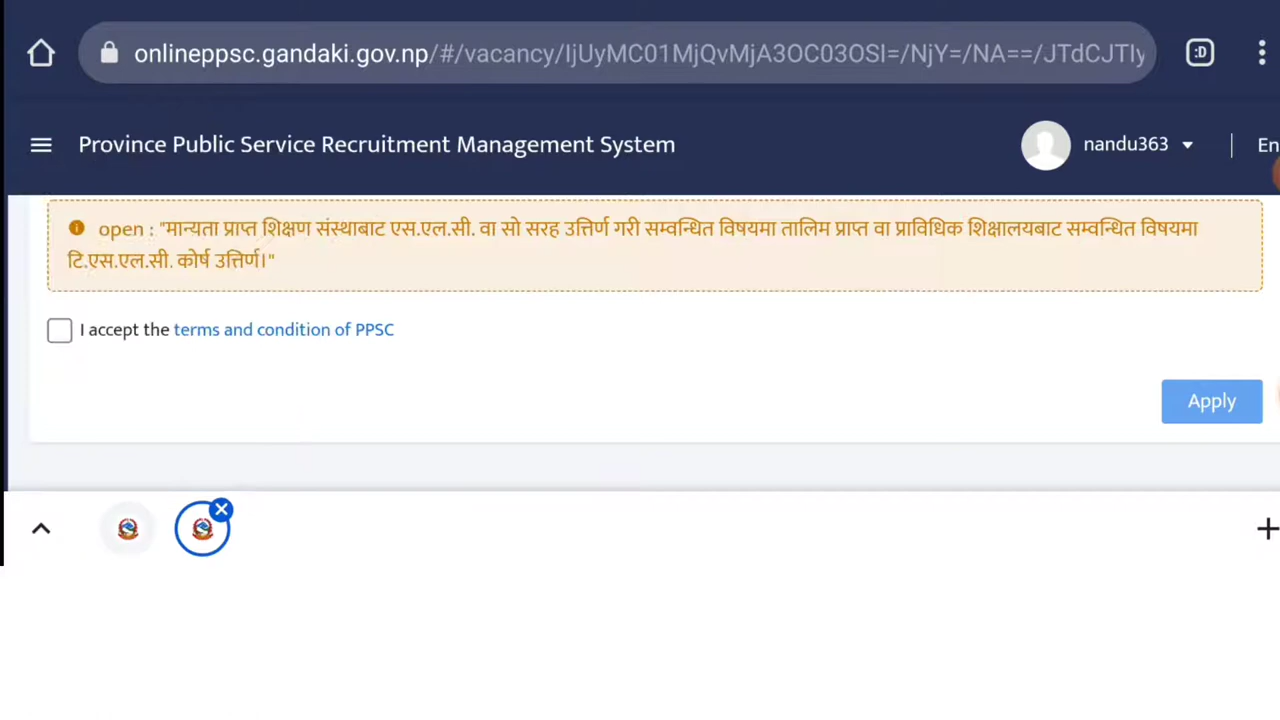 onlineppsc.gandaki.gov.np/#/vacancy/IjUyMC01MjQvMjA3OC03OSI=/NjY=/NA==/JTdCJTIy
:D
Province Public Service Recruitment Management System
nandu363
En
open : "मान्यता प्राप्त शिक्षण संस्थाबाट एस.एल.सी. वा सो सरह उत्तिर्ण गरी सम्वन्धित विषयमा तालिम प्राप्त वा प्राविधिक शिक्षालयबाट सम्वन्धित विषयमा
टि.एस.एल.सी. कोर्ष उत्तिर्ण।"
I accept the terms and condition of PPSC
Apply